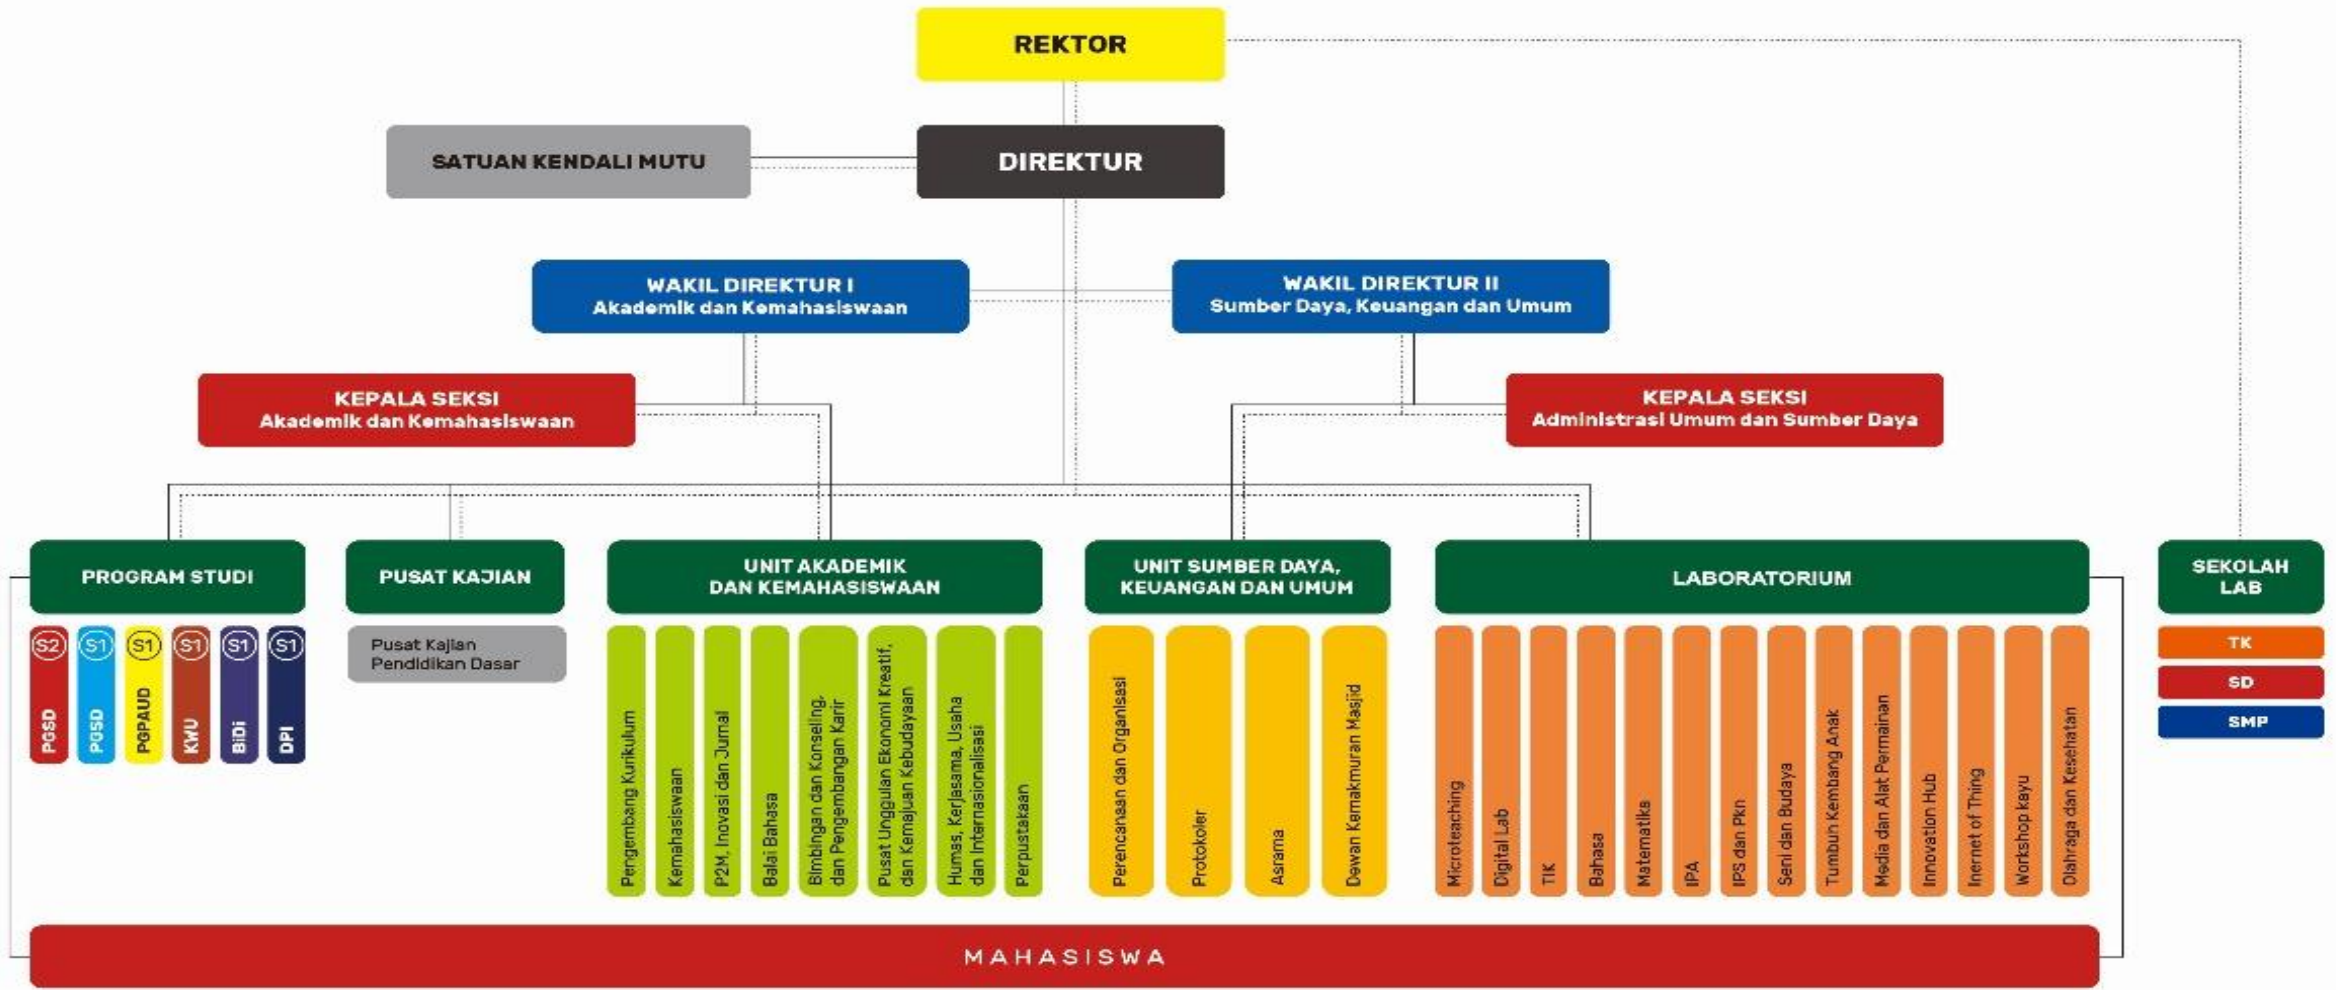 REKTOR
SATUAN KENDALI MUTU
DIREKTUR
WAKIL DIREKTUR I
Akademik dan Kemahasiswaan
WAKIL DIREKTUR II
Sumber Daya, Keuangan dan Umum
KEPALA SEKSI
Akademik dan Kemahasiswaan
KEPALA SEKSI
Administrasi Umum dan Sumber Daya
PROGRAM STUDI
S2
PGSD
S1
PGSD
S1
PGPAUD
S1
KWU
S1
BiDi
S1
DPI
PUSAT KAJIAN
Pusat Kajian
Pendidikan Dasar
UNIT AKADEMIK
DAN KEMAHASISWAAN
Pengembang Kurikulum
Kemahasiswaan
P2M, Inovasi dan Jurnal
Balai Bahasa
Bimbingan dan Konseling,
dan Pengembangan Karir
Pusat Unggulan Ekonomi Kreatif,
dan Kemajuan Kebudayaan
Humas, Kerjasama, Usaha
dan Internasionalisasi
Perpustakaan
UNIT SUMBER DAYA,
KEUANGAN DAN UMUM
Perencanaan dan Organisasi
Protokoler
Asrama
Dewan Kemakmuran Masjid
LABORATORIUM
Microteaching
Digital Lab
TIK
Bahasa
Matematika
IPA
IPS dan Pkn
Seni dan Budaya
Tumbuh Kembang Anak
Media dan Alat Permainan
Innovation Hub
Inernet of Thing
Workshop kayu
Olahraga dan Kesehatan
SEKOLAH
LAB
TK
SD
SMP
MAHASISWA